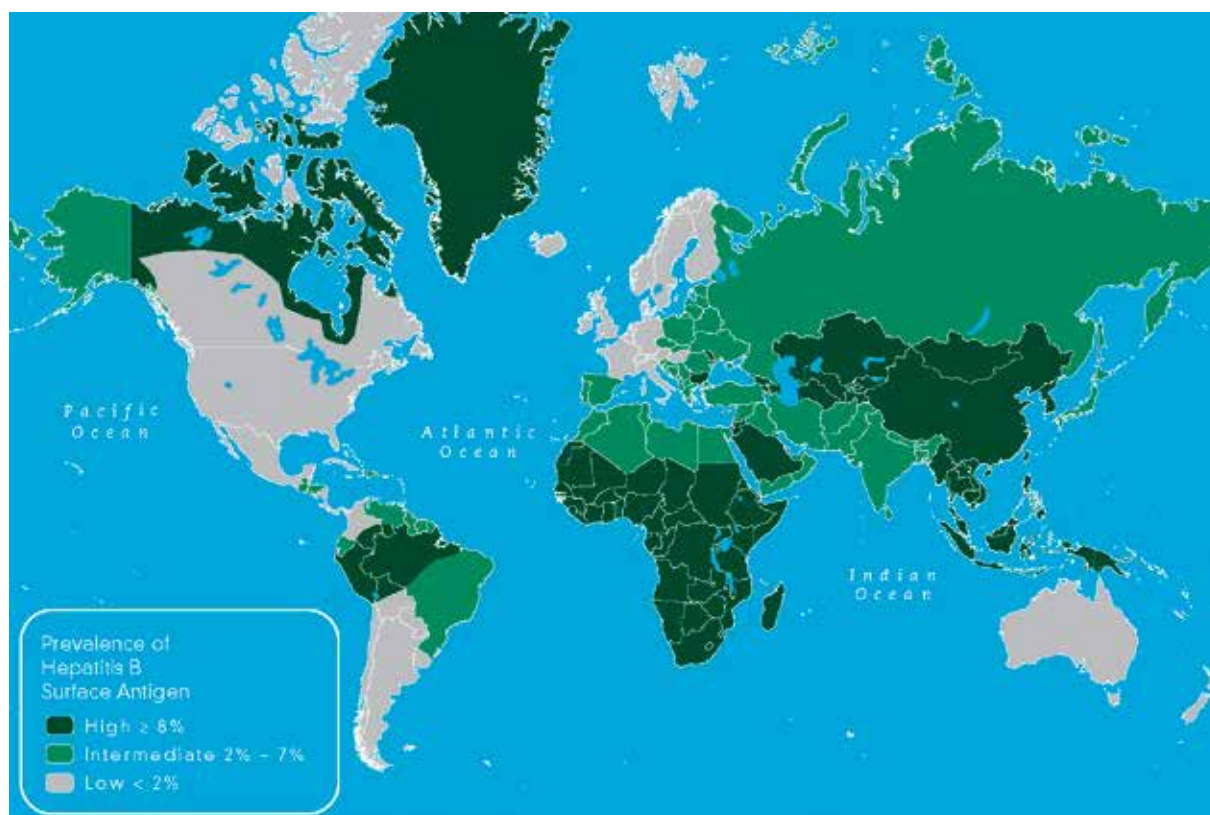 Pacific
Ocean
Atlantic
Ocean
Indian
Ocean
Prevalence of
Hepatitis B
Surface Antigen
High ≥ 8%
Intermediate 2% – 7%
Low < 2%